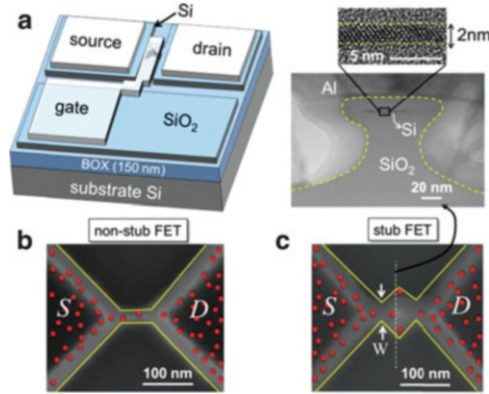 a
Si
source
drain
gate
SiO2
BOX (150 nm)
substrate Si
2nm
5 nm
Al
Si
SiO2
20 nm
b
non-stub FET
S
D
100 nm
c
stub FET
S
D
W
100 nm